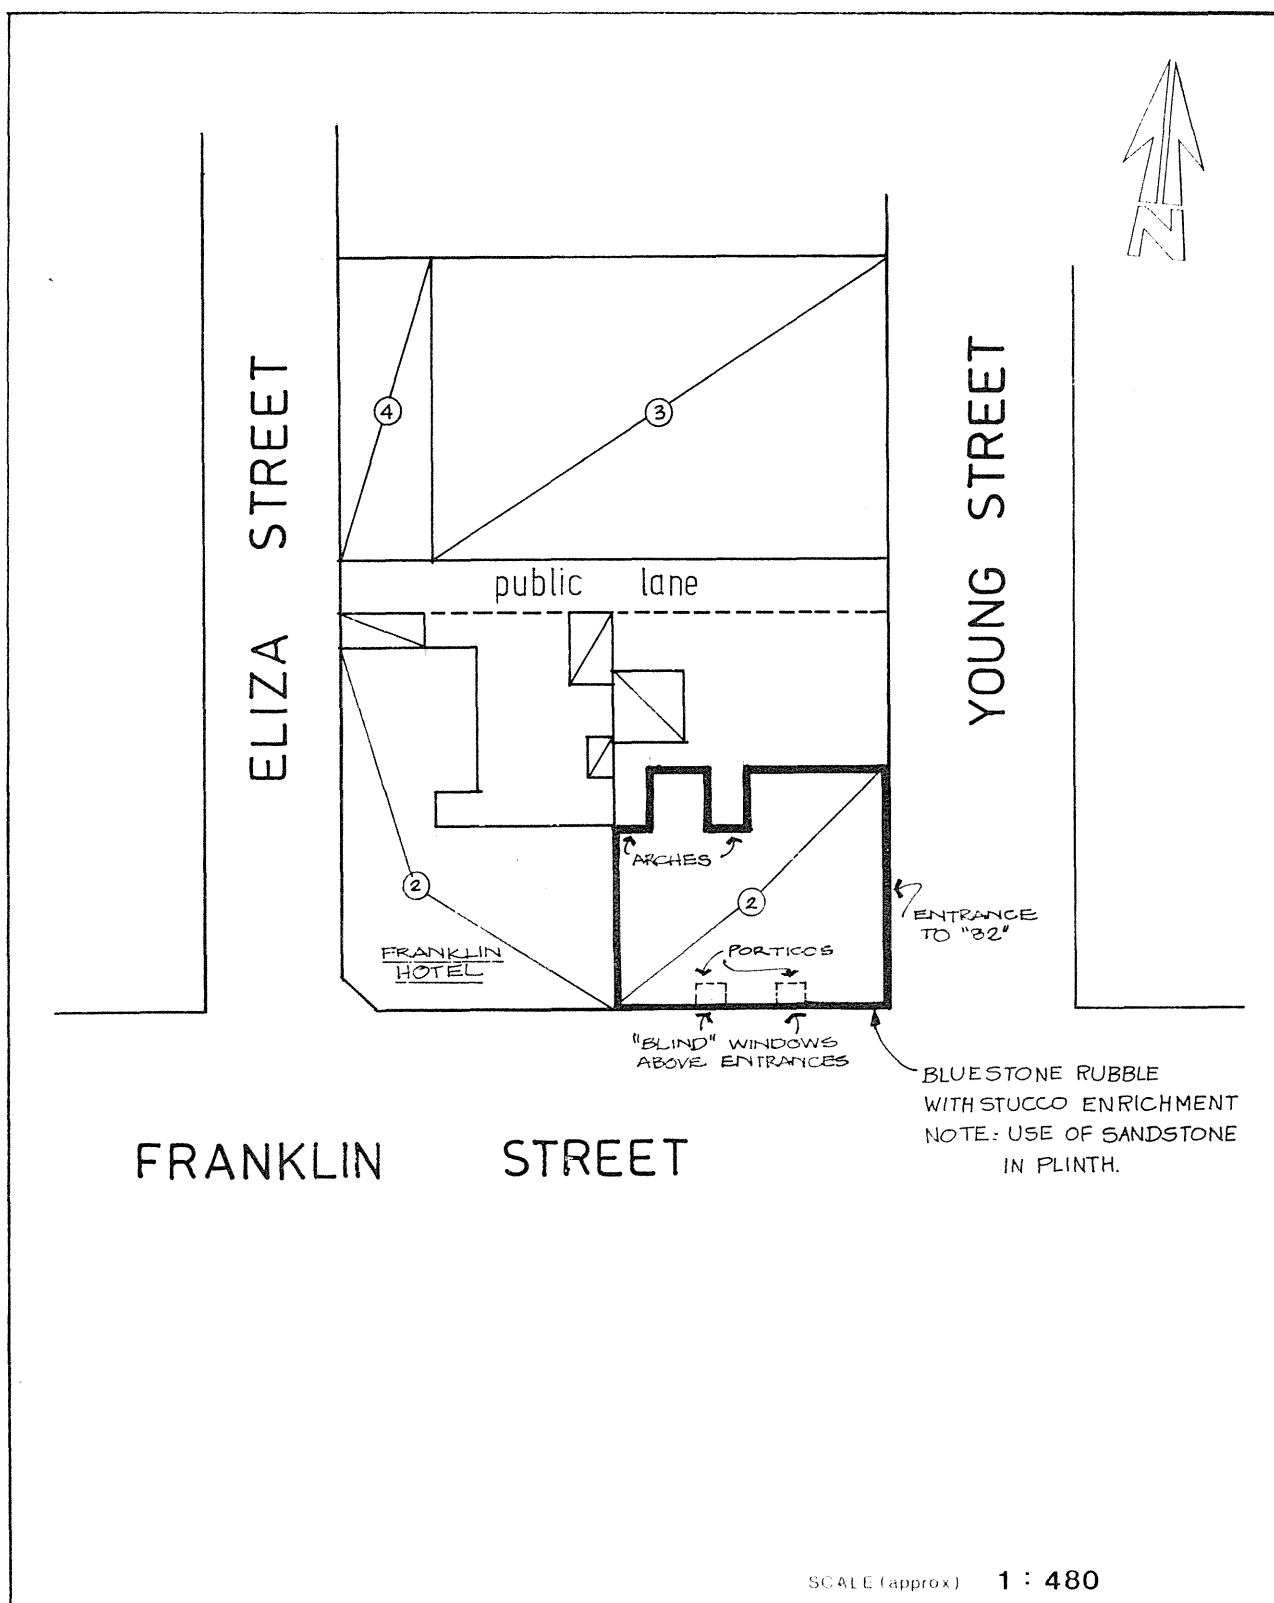 N
ELIZA STREET
YOUNG STREET
4
3
public lane
ARCHES
2
2
ENTRANCE
TO "32"
FRANKLIN
HOTEL
PORTICOS
"BLIND" WINDOWS
ABOVE ENTRANCES
BLUESTONE RUBBLE
WITH STUCCO ENRICHMENT
NOTE: USE OF SANDSTONE
IN PLINTH.
FRANKLIN STREET
SCALE (approx) 1 : 480